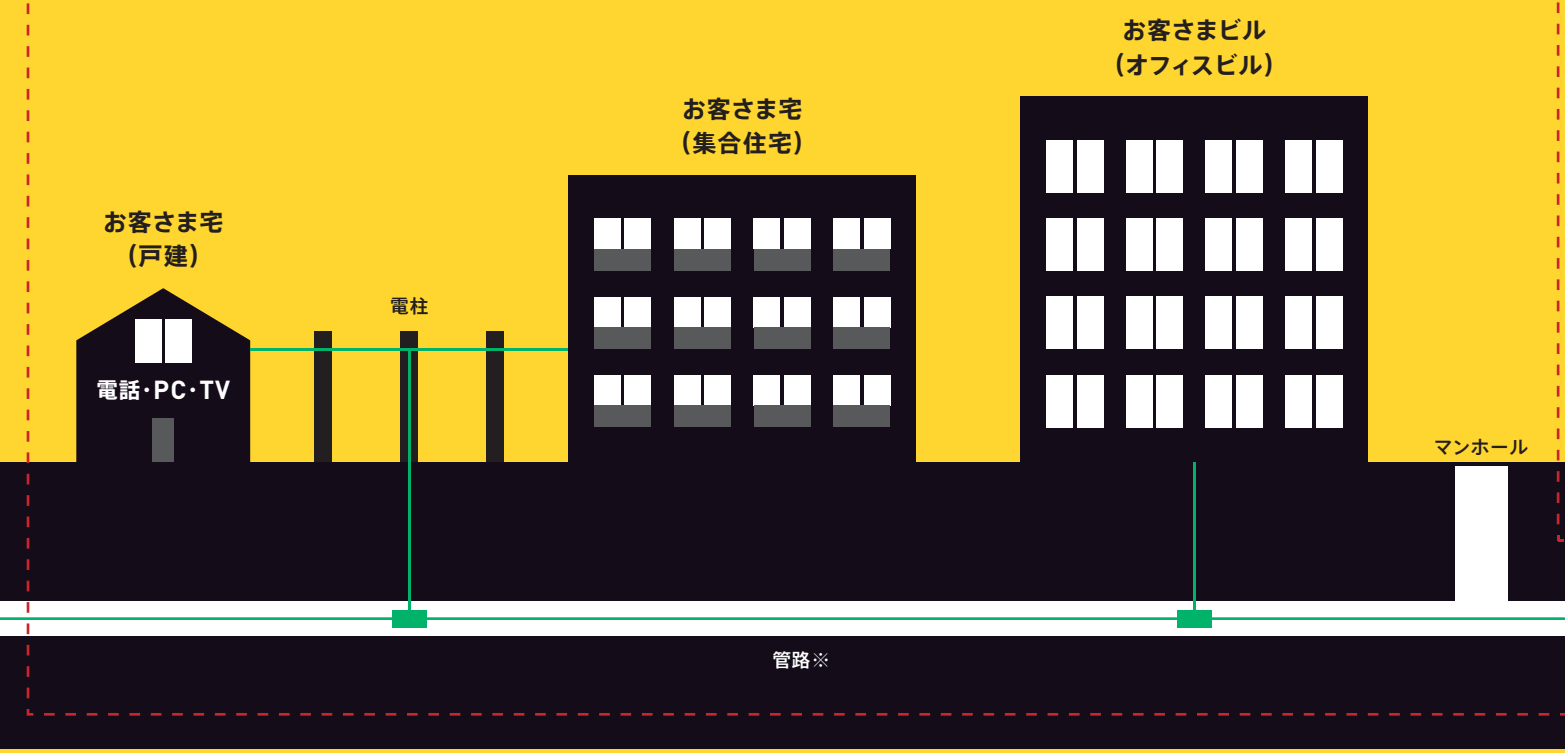 お客さまビル
(オフィスビル)
お客さま宅
(集合住宅)
お客さま宅
(戸建)
電柱
電話・PC・TV
マンホール
管路※